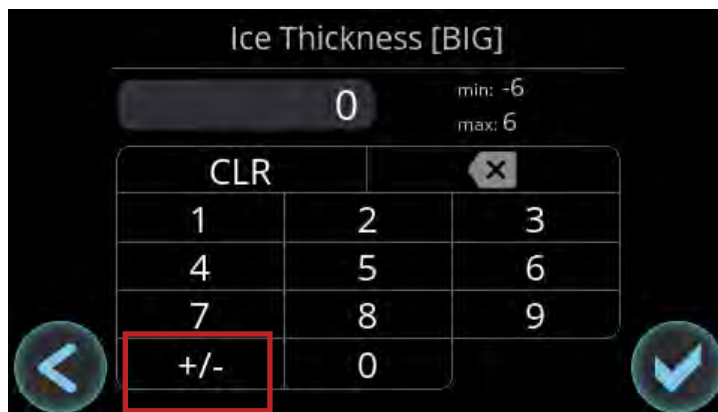 Ice Thickness [BIG]
0
min: -6
max: 6
CLR
1 2 3
4 5 6
7 8 9
+/- 0